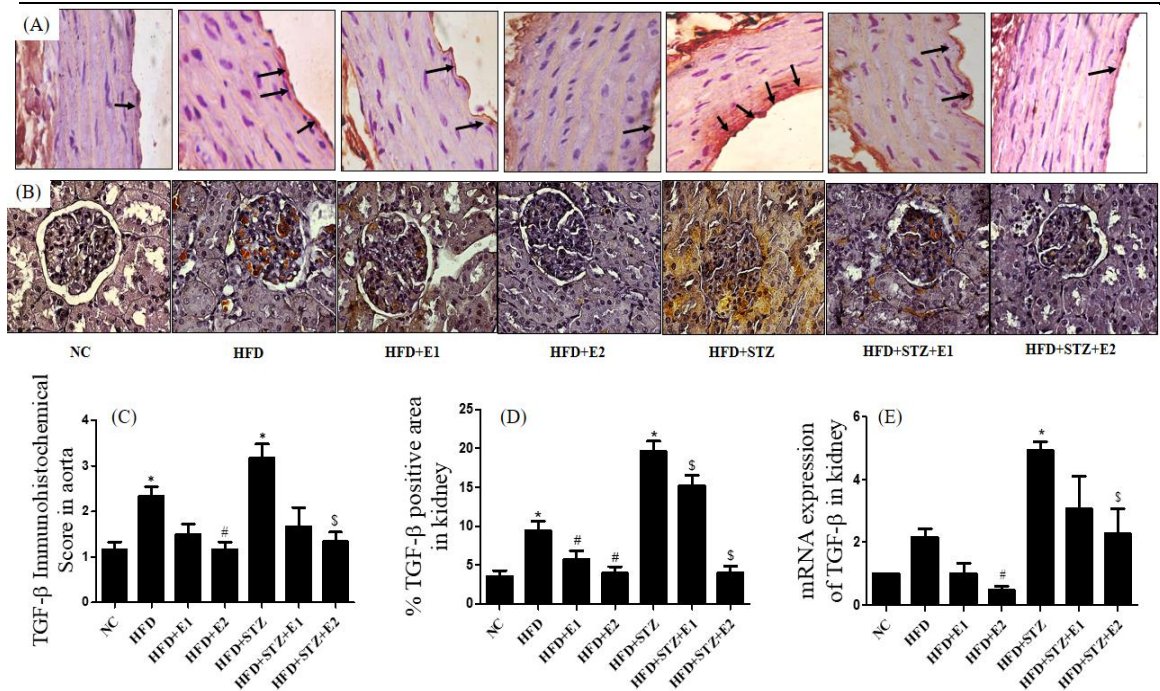 (A)
(B)
NC HFD HFD+E1 HFD+E2 HFD+STZ HFD+STZ+E1 HFD+STZ+E2
(C)
TGF-β Immunohistochemical
Score in aorta
4
3
2
1
0
* # * $
NC HFD HFD+E1 HFD+E2 HFD+STZ HFD+STZ+E1 HFD+STZ+E2
(D)
% TGF-β positive area
in kidney
25
20
15
10
5
0
* # # * $ $
NC HFD HFD+E1 HFD+E2 HFD+STZ HFD+STZ+E1 HFD+STZ+E2
(E)
mRNA expression
of TGF-β in kidney
6
4
2
0
# * $
NC HFD HFD+E1 HFD+E2 HFD+STZ HFD+STZ+E1 HFD+STZ+E2